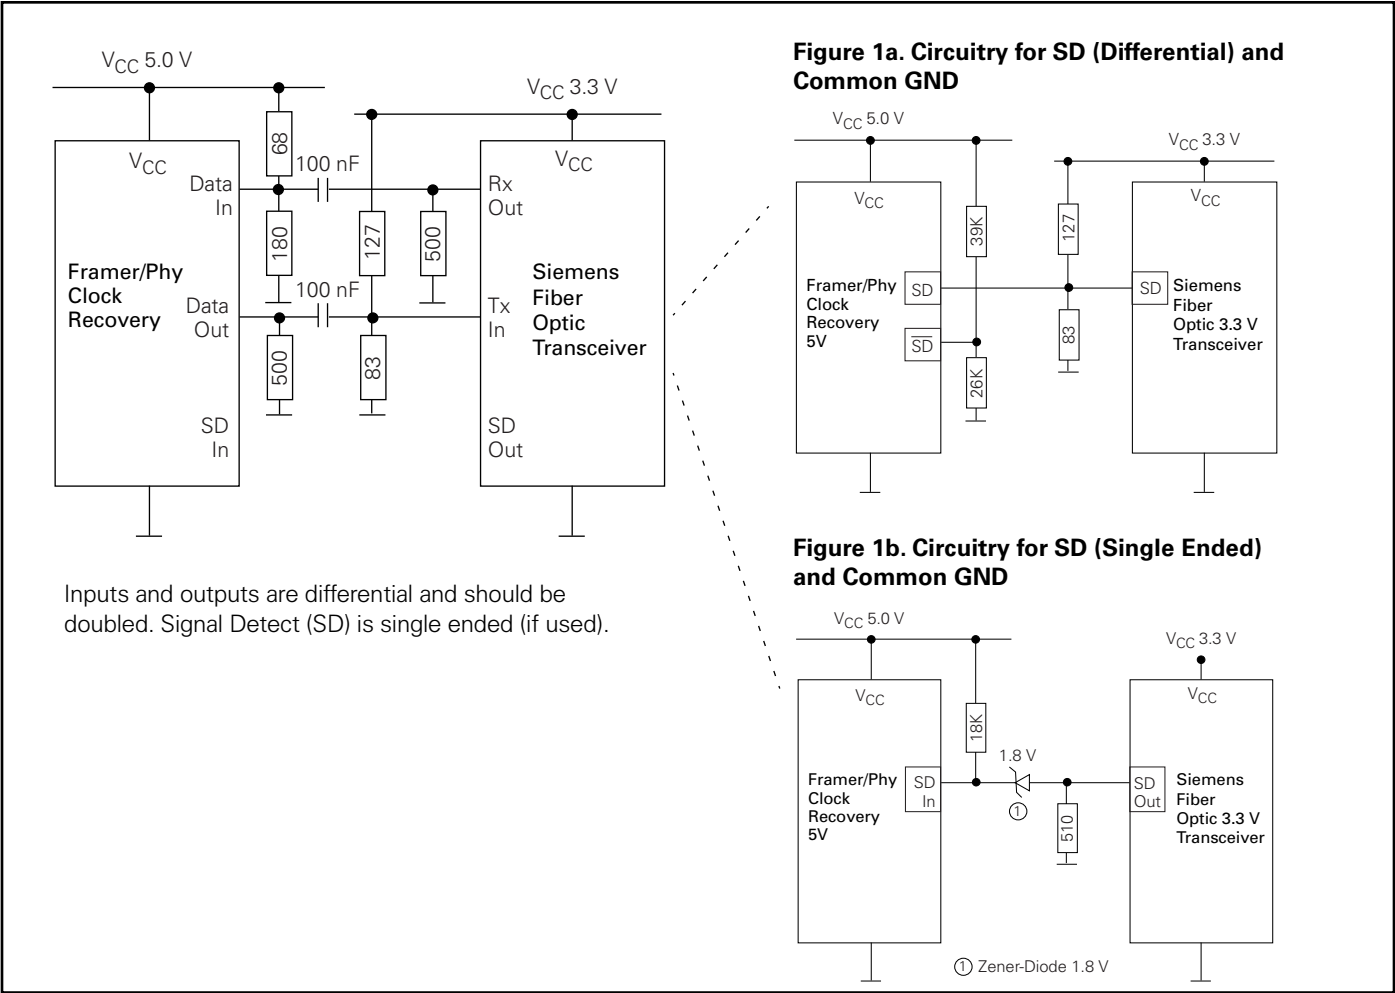 V_CC 5.0 V
V_CC 3.3 V
68
V_CC
Data
In
100 nF
Rx
Out
V_CC
180
127
500
Framer/Phy
Clock
Recovery
Siemens
Fiber
Optic
Transceiver
Data
Out
100 nF
Tx
In
500
83
SD
In
SD
Out
Inputs and outputs are differential and should be
doubled. Signal Detect (SD) is single ended (if used).
Figure 1a. Circuitry for SD (Differential) and
Common GND
V_CC 5.0 V
V_CC 3.3 V
V_CC
V_CC
39K
127
Framer/Phy
Clock
Recovery
5V
SD
S̅D̅
SD
Siemens
Fiber
Optic 3.3 V
Transceiver
83
26K
Figure 1b. Circuitry for SD (Single Ended)
and Common GND
V_CC 5.0 V
V_CC 3.3 V
V_CC
V_CC
18K
1.8 V
Framer/Phy
Clock
Recovery
5V
SD
In
①
510
SD
Out
Siemens
Fiber
Optic 3.3 V
Transceiver
① Zener-Diode 1.8 V